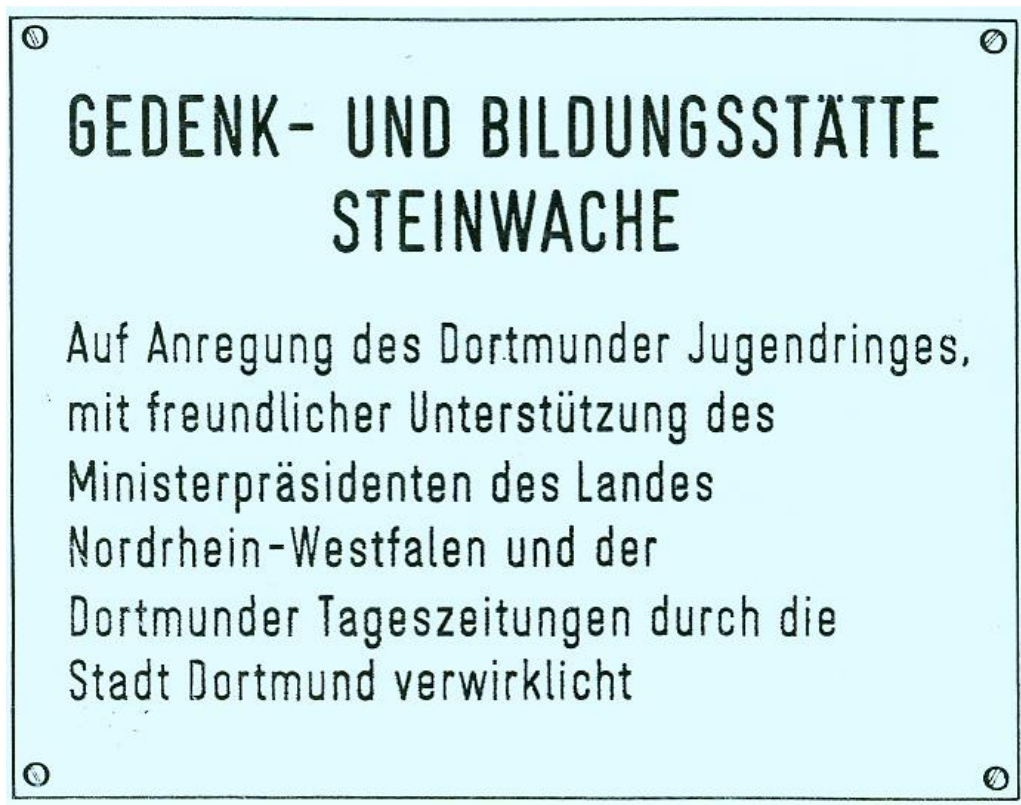 GEDENK- UND BILDUNGSSTÄTTE
STEINWACHE
Auf Anregung des Dortmunder Jugendringes,
mit freundlicher Unterstützung des
Ministerpräsidenten des Landes
Nordrhein-Westfalen und der
Dortmunder Tageszeitungen durch die
Stadt Dortmund verwirklicht